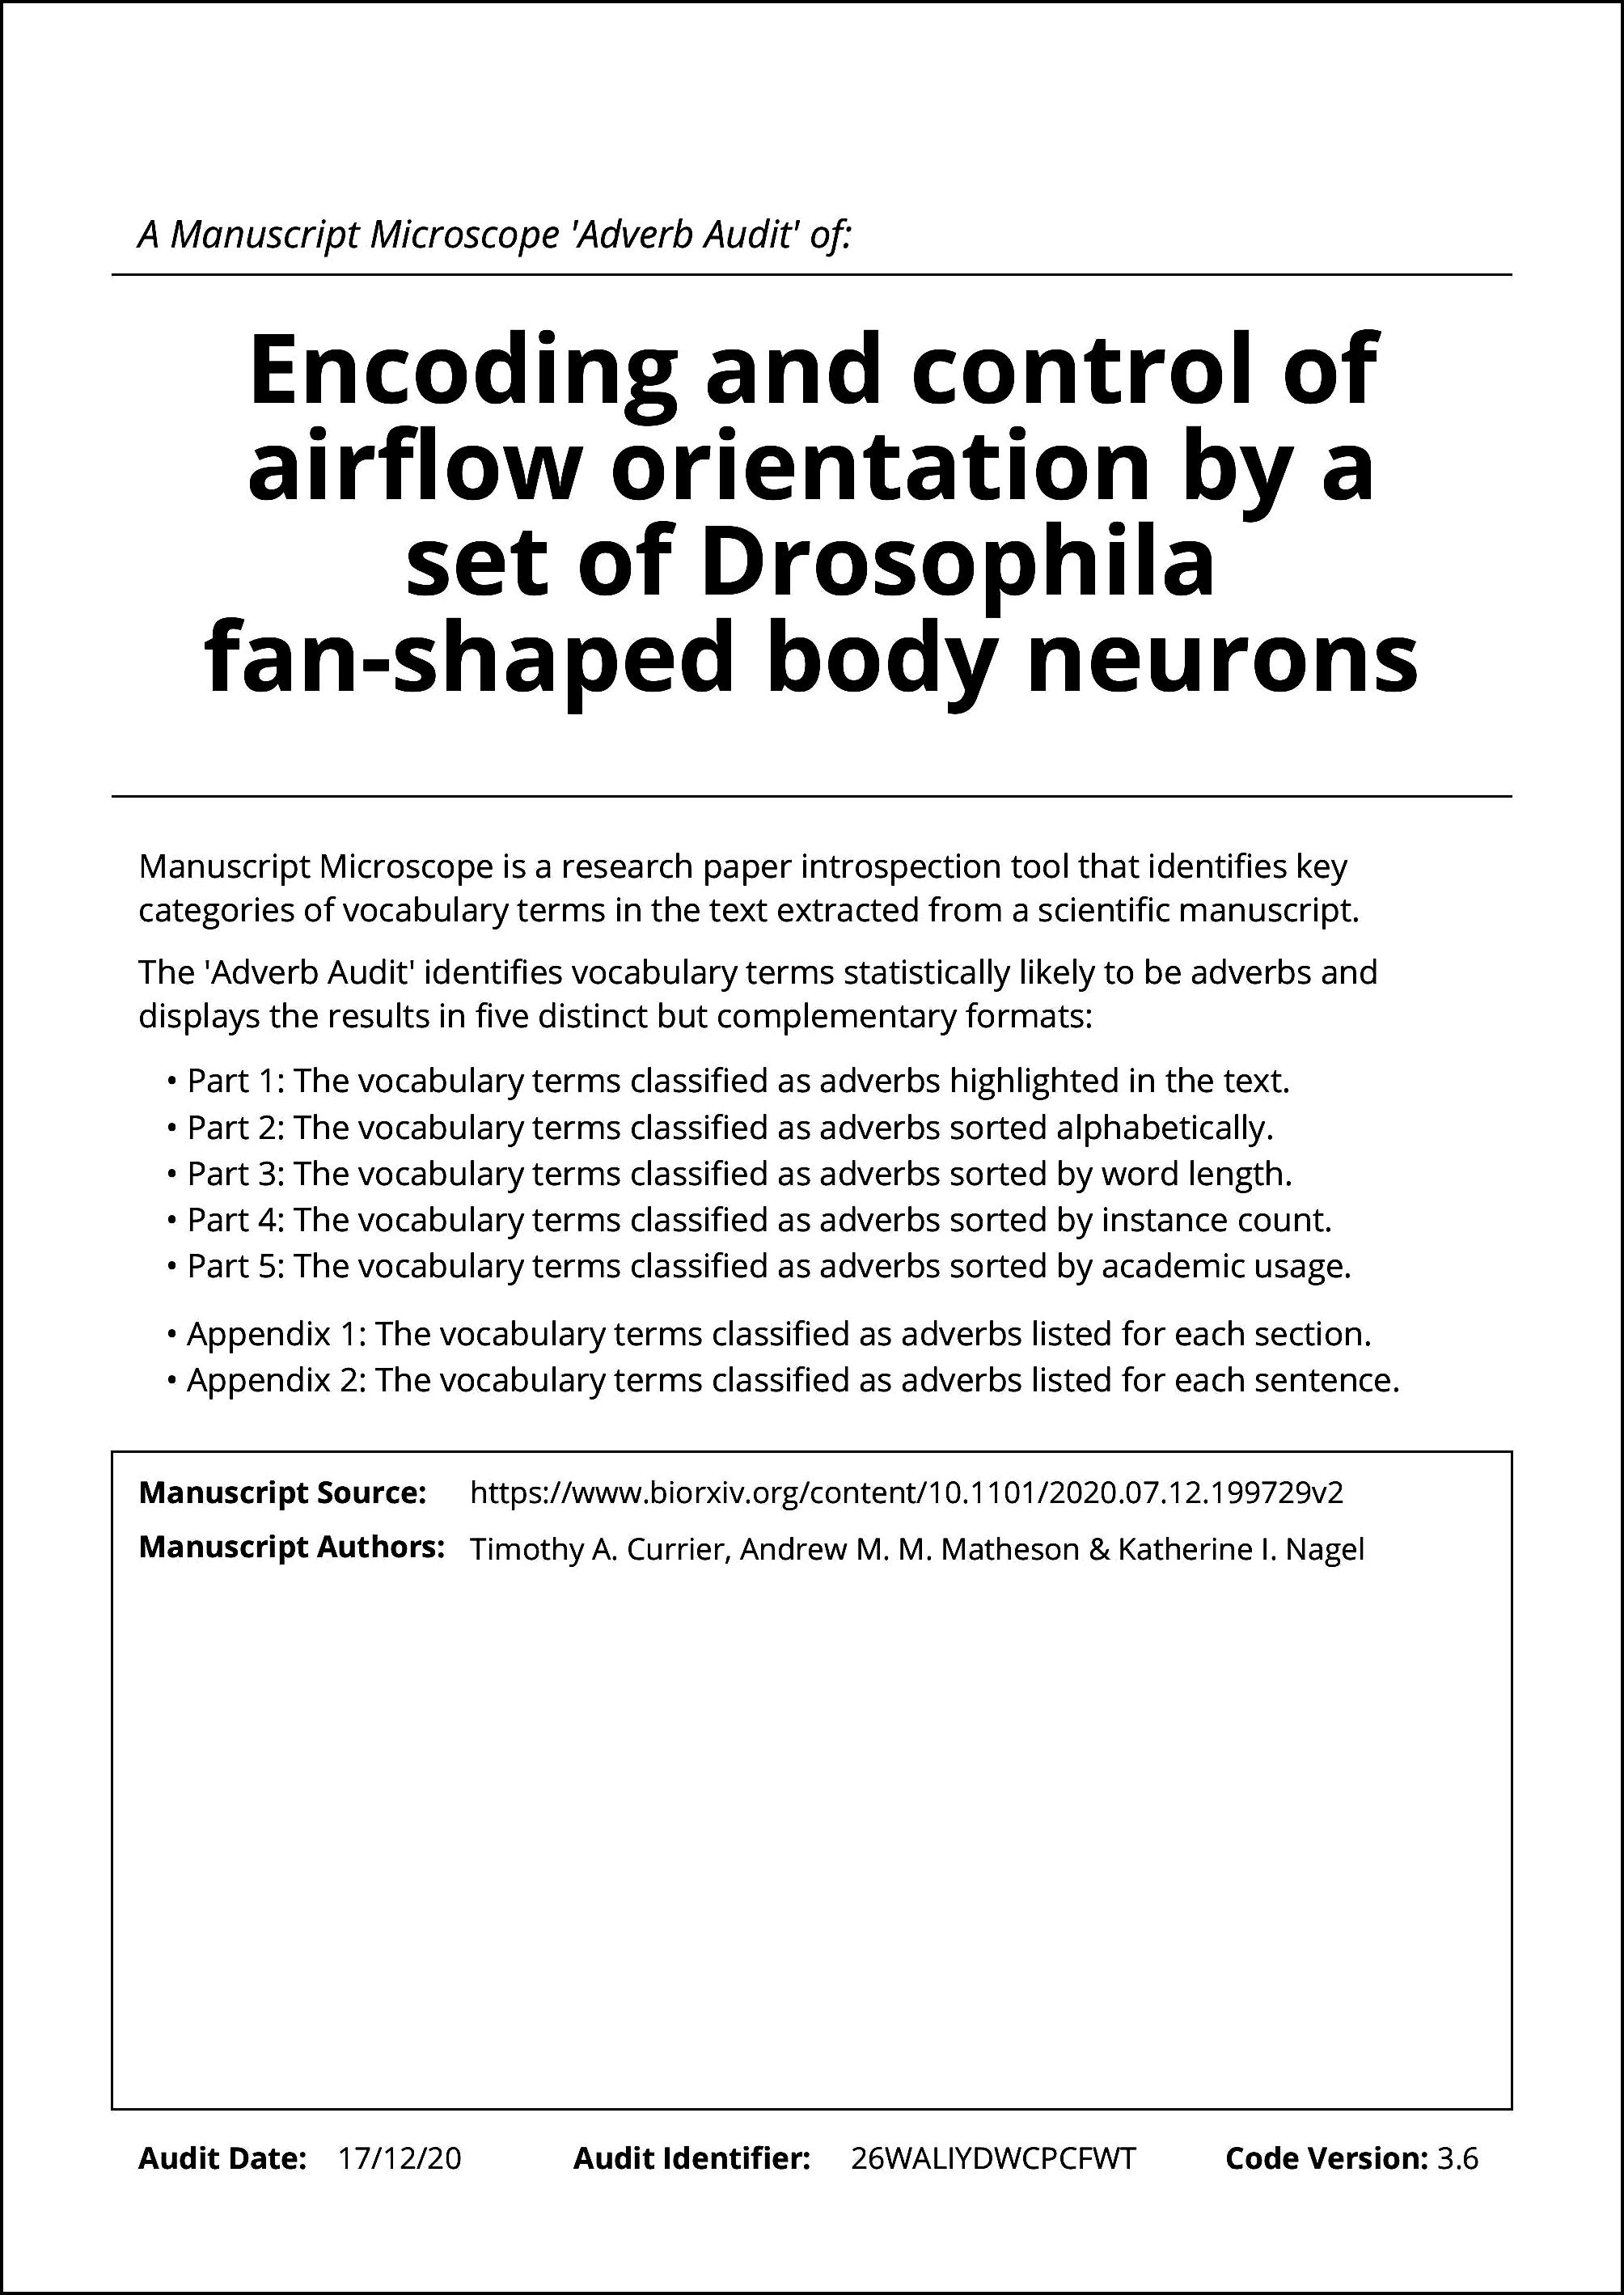 A Manuscript Microscope 'Adverb Audit' of:
Encoding and control of
airflow orientation by a
set of Drosophila
fan-shaped body neurons
Manuscript Microscope is a research paper introspection tool that identifies key
categories of vocabulary terms in the text extracted from a scientific manuscript.
The 'Adverb Audit' identifies vocabulary terms statistically likely to be adverbs and
displays the results in five distinct but complementary formats:
• Part 1: The vocabulary terms classified as adverbs highlighted in the text.
• Part 2: The vocabulary terms classified as adverbs sorted alphabetically.
• Part 3: The vocabulary terms classified as adverbs sorted by word length.
• Part 4: The vocabulary terms classified as adverbs sorted by instance count.
• Part 5: The vocabulary terms classified as adverbs sorted by academic usage.
• Appendix 1: The vocabulary terms classified as adverbs listed for each section.
• Appendix 2: The vocabulary terms classified as adverbs listed for each sentence.
Manuscript Source: https://www.biorxiv.org/content/10.1101/2020.07.12.199729v2
Manuscript Authors: Timothy A. Currier, Andrew M. M. Matheson & Katherine I. Nagel
Audit Date: 17/12/20 Audit Identifier: 26WALIYDWCPCFWT Code Version: 3.6